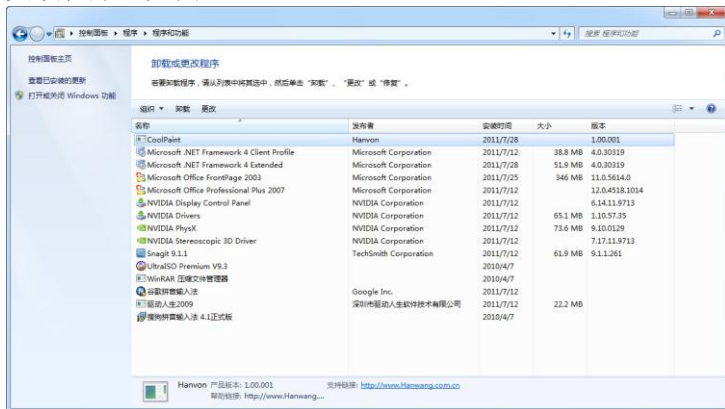 控制面板 ▸ 程序 ▸ 程序和功能
搜索 程序和功能
控制面板主页
查看已安装的更新
打开或关闭 Windows 功能
卸载或更改程序
若要卸载程序，请从列表中将其选中，然后单击“卸载”、“更改”或“修复”。
组织 卸载 更改
名称 发布者 安装时间 大小 版本
CoolPaint Hanvon 2011/7/28 1.00.001
Microsoft .NET Framework 4 Client Profile Microsoft Corporation 2011/7/12 38.8 MB 4.0.30319
Microsoft .NET Framework 4 Extended Microsoft Corporation 2011/7/28 51.9 MB 4.0.30319
Microsoft Office FrontPage 2003 Microsoft Corporation 2011/7/25 346 MB 11.0.5614.0
Microsoft Office Professional Plus 2007 Microsoft Corporation 2011/7/12 12.0.4518.1014
NVIDIA Display Control Panel NVIDIA Corporation 2011/7/12 6.14.11.9713
NVIDIA Drivers NVIDIA Corporation 2011/7/12 65.1 MB 1.10.57.35
NVIDIA PhysX NVIDIA Corporation 2011/7/12 73.6 MB 9.10.0129
NVIDIA Stereoscopic 3D Driver NVIDIA Corporation 2011/7/12 7.17.11.9713
Snagit 9.1.1 TechSmith Corporation 2011/7/12 61.9 MB 9.1.1.261
UltraISO Premium V9.3 2010/4/7
WinRAR 压缩文件管理器 2010/4/7
谷歌拼音输入法 Google Inc. 2011/7/12
驱动人生2009 深圳市驱动人生软件技术有限公司 2011/7/12 22.2 MB
搜狗拼音输入法 4.1正式版 2010/4/7
Hanvon 产品版本: 1.00.001 支持链接: http://www.Hanwang.com.cn
帮助链接: http://www.Hanwang....